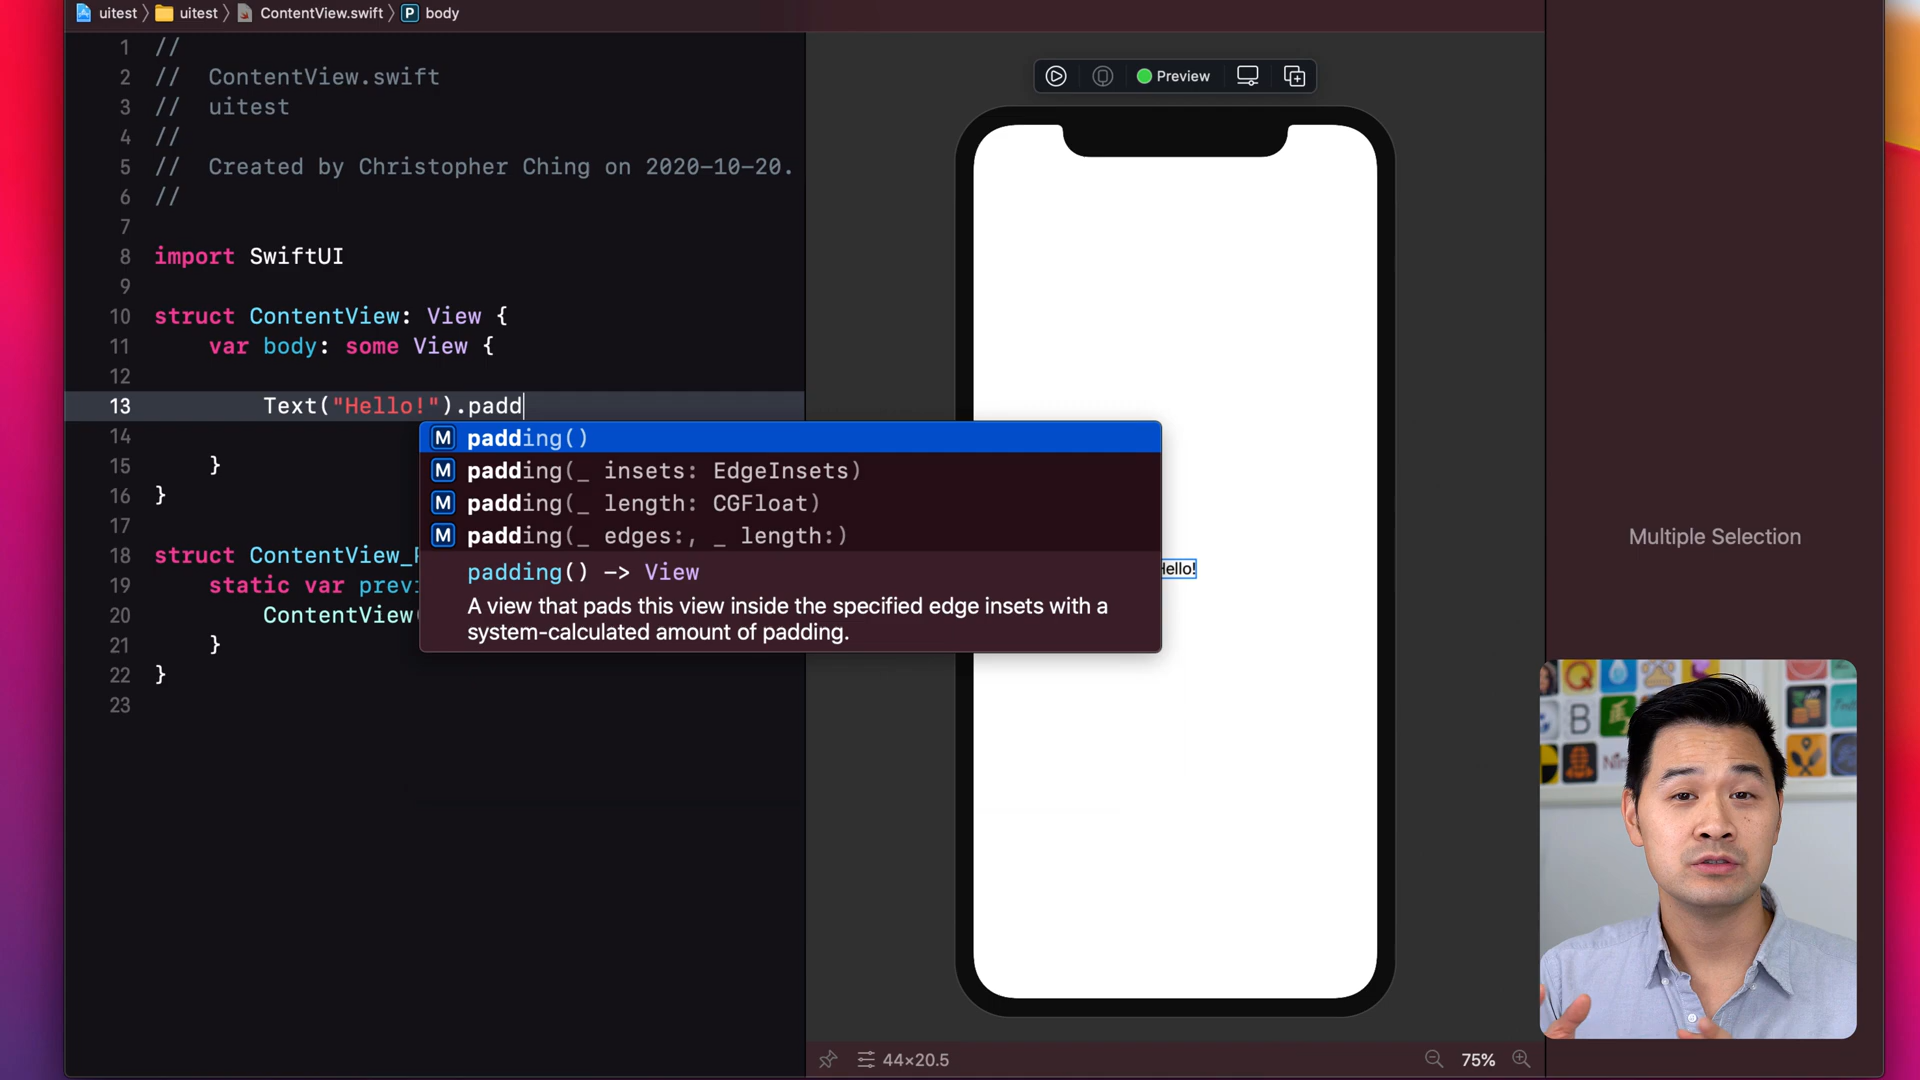 uitest 〉 uitest 〉 ContentView.swift 〉 P body
1 //
2 //  ContentView.swift
3 //  uitest
4 //
5 //  Created by Christopher Ching on 2020-10-20.
6 //
7
8 import SwiftUI
9
10 struct ContentView: View {
11     var body: some View {
12
13         Text("Hello!").padd
14
15     }
16 }
17
18 struct ContentView_
19     static var previ
20         ContentView
21     }
22 }
23
M padding()
M padding(_ insets: EdgeInsets)
M padding(_ length: CGFloat)
M padding(_ edges:, _ length:)
padding() -> View
A view that pads this view inside the specified edge insets with a
system-calculated amount of padding.
Preview
Hello!
44×20.5
75%
Multiple Selection
B